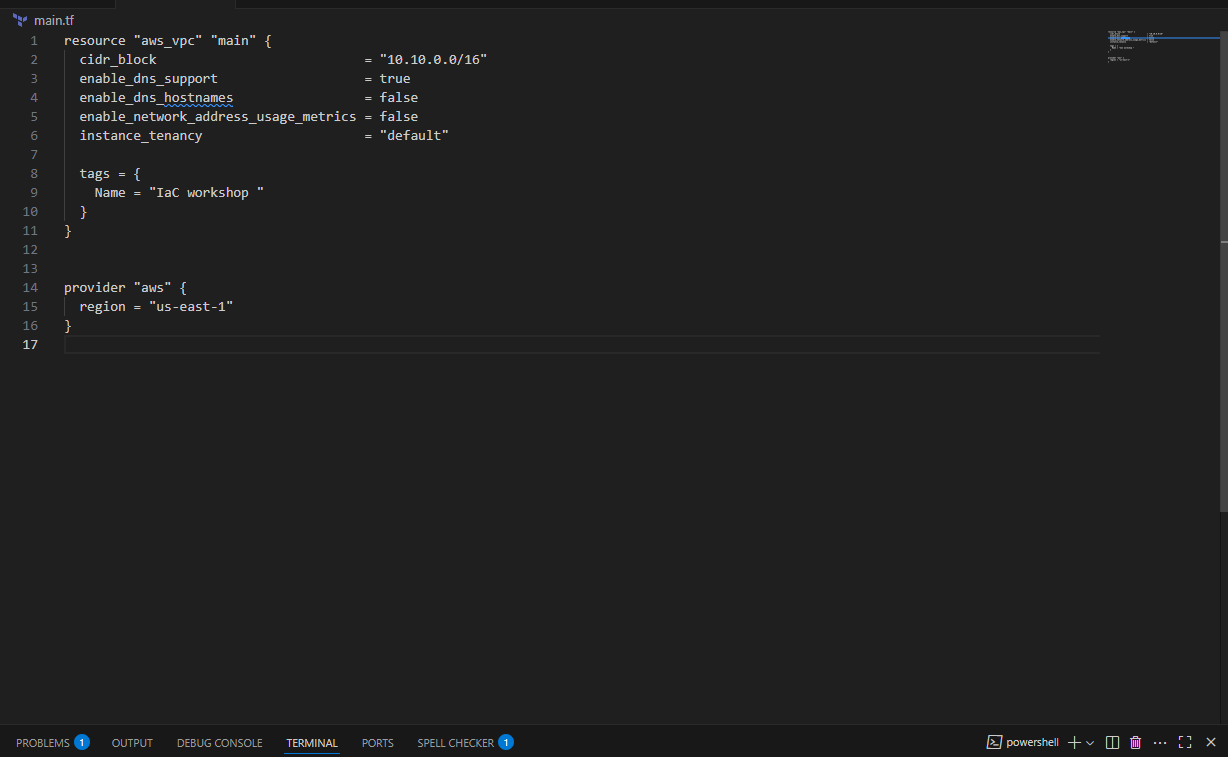 main.tf
1 resource "aws_vpc" "main" {
2 cidr_block = "10.10.0.0/16"
3 enable_dns_support = true
4 enable_dns_hostnames = false
5 enable_network_address_usage_metrics = false
6 instance_tenancy = "default"
7
8 tags = {
9 Name = "IaC workshop "
10 }
11 }
12
13
14 provider "aws" {
15 region = "us-east-1"
16 }
17
PROBLEMS 1 OUTPUT DEBUG CONSOLE TERMINAL PORTS SPELL CHECKER 1 powershell